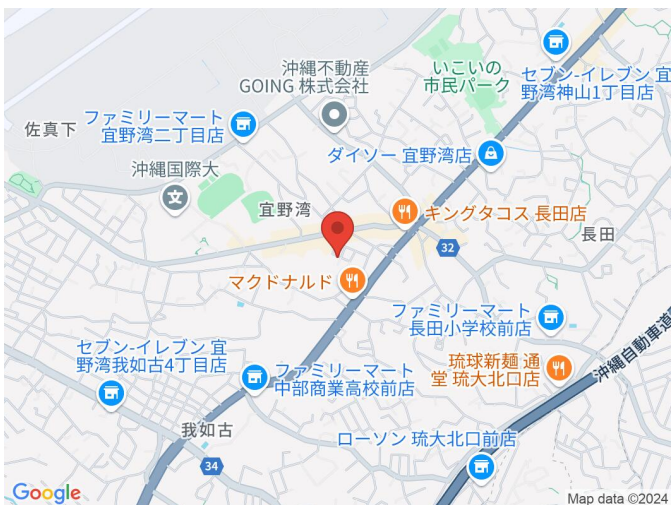 沖縄不動産
GOING 株式会社
いこいの
市民パーク
セブン-イレブン 宜
野湾神山1丁目店
佐真下
ファミリーマート
宜野湾二丁目店
ダイソー 宜野湾店
沖縄国際大
文
宜野湾
キングタコス 長田店
長田
32
マクドナルド
ファミリーマート
長田小学校前店
セブン-イレブン 宜
野湾我如古4丁目店
ファミリーマート
中部商業高校前店
琉球新麺 通
堂 琉大北口店
沖縄自動車道
我如古
34
ローソン 琉大北口前店
Google
Map data ©2024